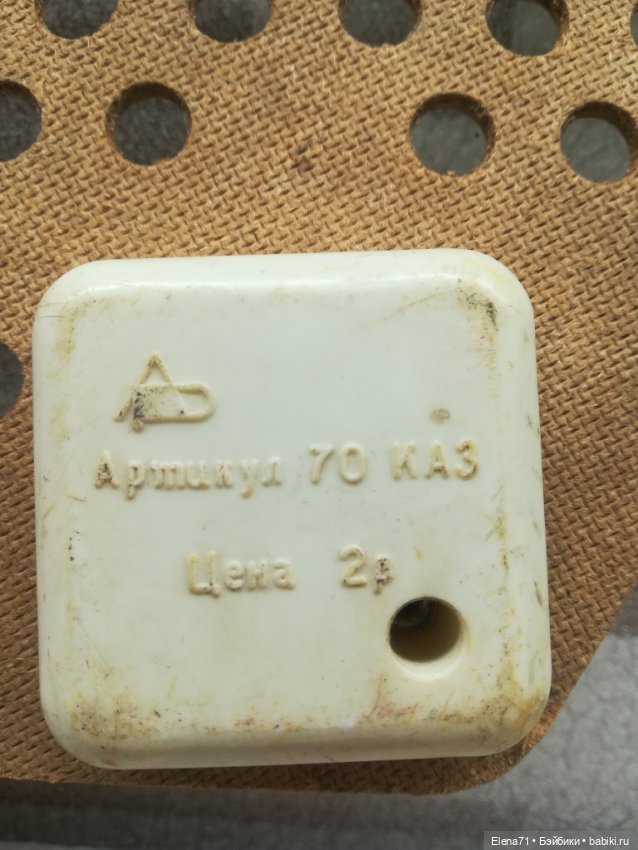 Артикул 70 КАЗ
Цена 2р
Elena71 • Бэйбики • babiki.ru